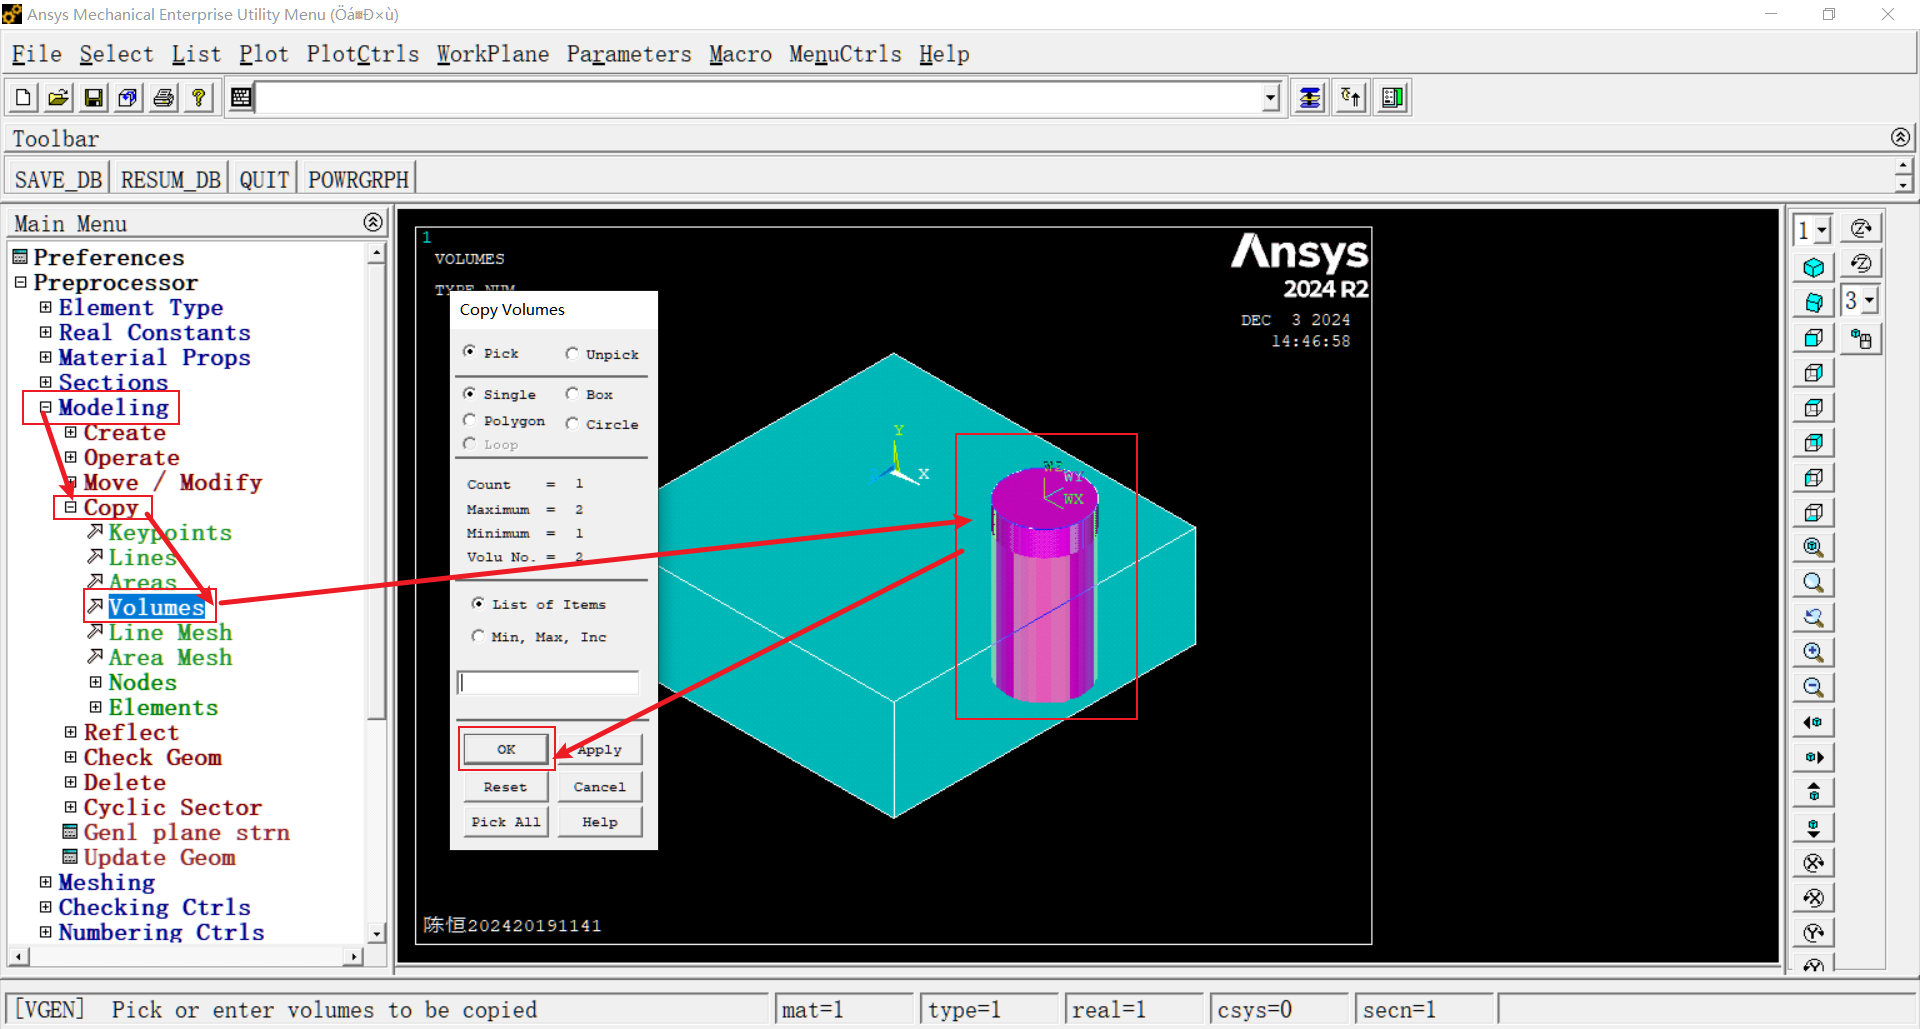 Ansys Mechanical Enterprise Utility Menu (Öá³Ð×ù)
File Select List Plot PlotCtrls WorkPlane Parameters Macro MenuCtrls Help
Toolbar
SAVE_DB RESUM_DB QUIT POWRGRPH
Main Menu
Preferences
Preprocessor
Element Type
Real Constants
Material Props
Sections
Modeling
Create
Operate
Move / Modify
Copy
Keypoints
Lines
Areas
Volumes
Line Mesh
Area Mesh
Nodes
Elements
Reflect
Check Geom
Delete
Cyclic Sector
Genl plane strn
Update Geom
Meshing
Checking Ctrls
Numbering Ctrls
1
VOLUMES
TYPE NUM
Ansys
2024 R2
DEC 3 2024
14:46:58
Copy Volumes
Pick Unpick
Single Box
Polygon Circle
Loop
Count = 1
Maximum = 2
Minimum = 1
Volu No. = 2
List of Items
Min, Max, Inc
OK Apply
Reset Cancel
Pick All Help
Y
X
WY
WX
陈恒202420191141
1
3
[VGEN] Pick or enter volumes to be copied
mat=1
type=1
real=1
csys=0
secn=1